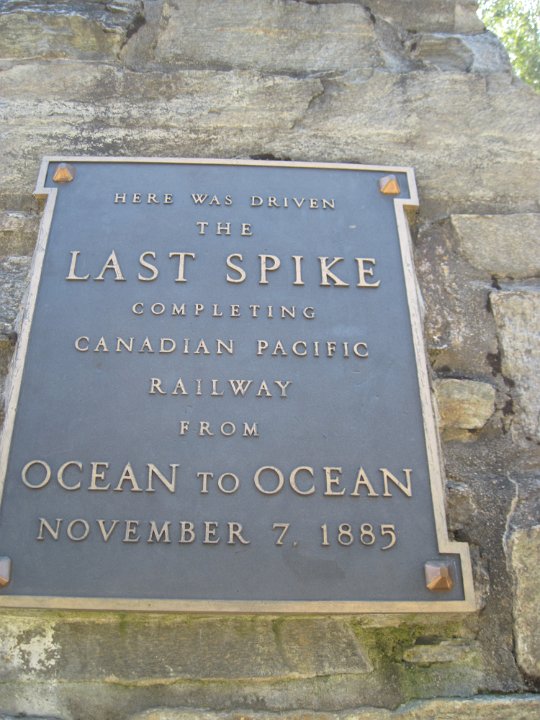 HERE WAS DRIVEN
THE
LAST SPIKE
COMPLETING
CANADIAN PACIFIC
RAILWAY
FROM
OCEAN TO OCEAN
NOVEMBER 7, 1885